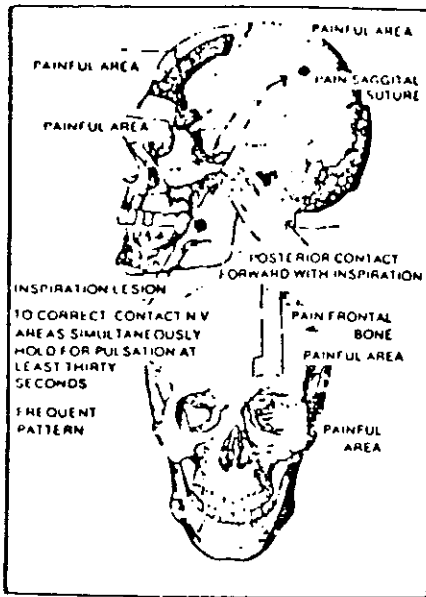 PAINFUL AREA
PAINFUL AREA
PAIN SAGGITAL
SUTURE
PAINFUL AREA
POSTERIOR CONTACT
FORWARD WITH INSPIRATION
INSPIRATION LESION
TO CORRECT CONTACT N V
AREAS SIMULTANEOUSLY
HOLD FOR PULSATION AT
LEAST THIRTY
SECONDS
FREQUENT
PATTERN
PAIN FRONTAL
BONE
PAINFUL AREA
PAINFUL
AREA